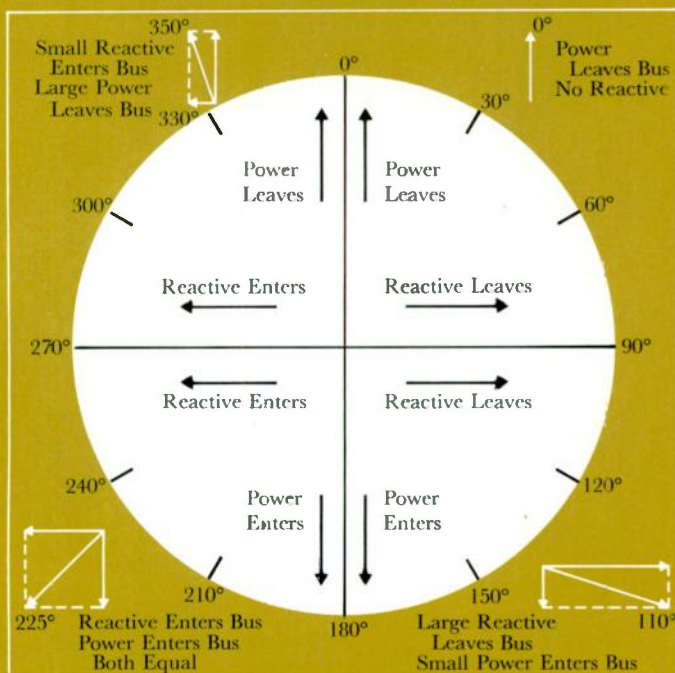 350°
Small Reactive
Enters Bus
Large Power
Leaves Bus
0°
Power
Leaves Bus
No Reactive
0°
330°
30°
Power
Leaves
Power
Leaves
300°
60°
Reactive Enters
Reactive Leaves
270°
90°
Reactive Enters
Reactive Leaves
240°
120°
Power
Enters
Power
Enters
210°
150°
180°
225° Reactive Enters Bus
Power Enters Bus
Both Equal
Large Reactive 110°
Leaves Bus
Small Power Enters Bus